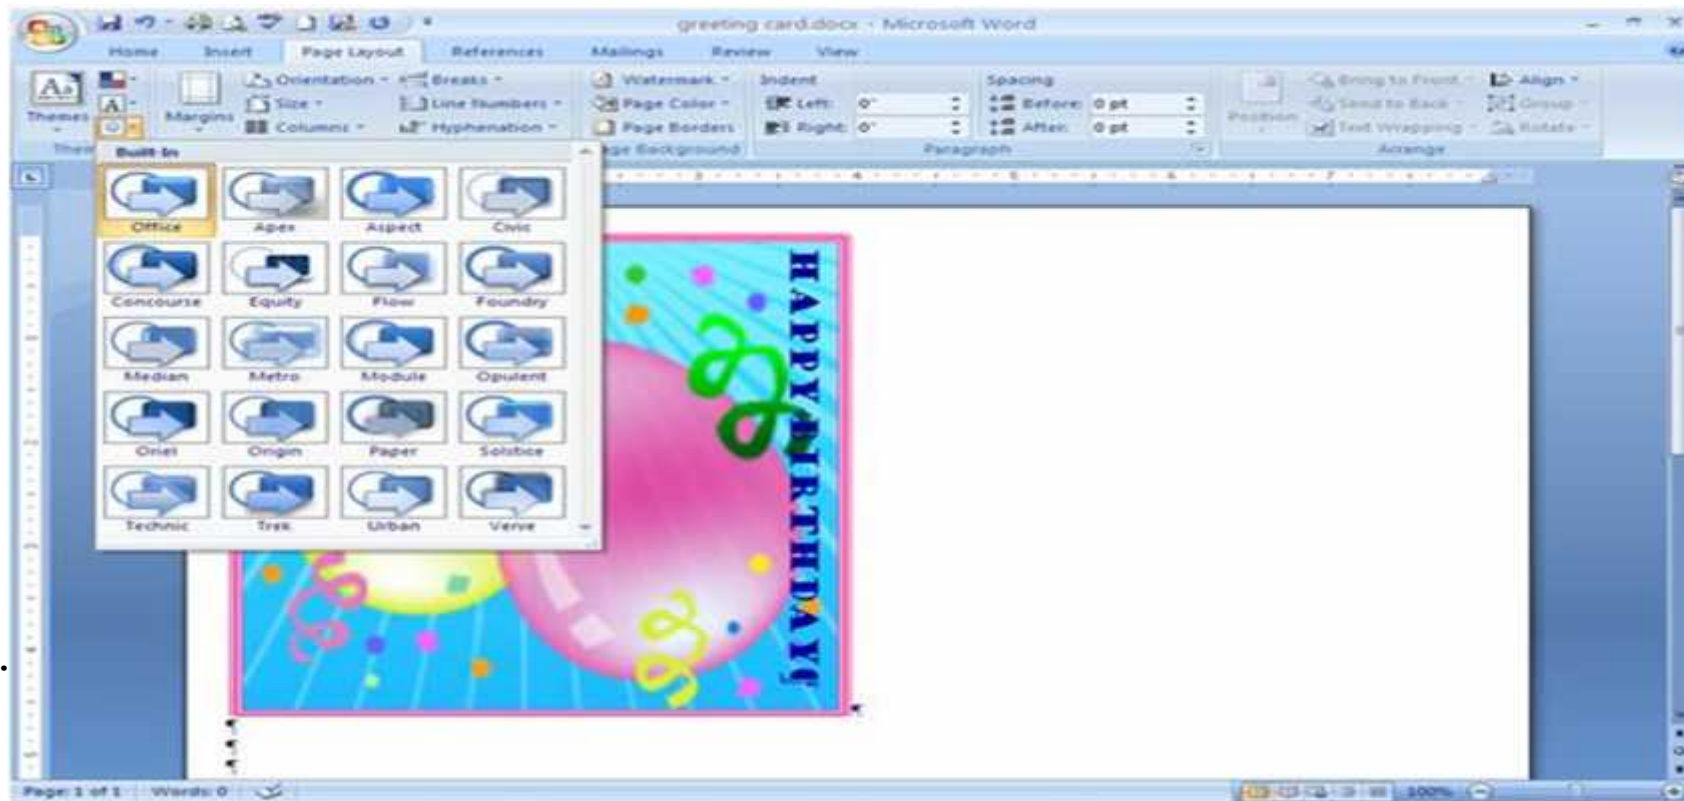 greeting card.docx - Microsoft Word
Home Insert Page Layout References Mailings Review View
Themes
Margins
Orientation
Size
Columns
Breaks
Line Numbers
Hyphenation
Watermark
Page Color
Page Borders
Indent
Left: 0"
Right: 0"
Spacing
Before: 0 pt
After: 0 pt
Position
Bring to Front
Send to Back
Text Wrapping
Align
Group
Rotate
Paragraph
Arrange
Built-In
Office Apex Aspect Civic
Concourse Equity Flow Foundry
Median Metro Module Opulent
Oriel Origin Paper Solstice
Technic Trek Urban Verve
HAPPY BIRTHDAY
Page: 1 of 1 Words: 0
100%